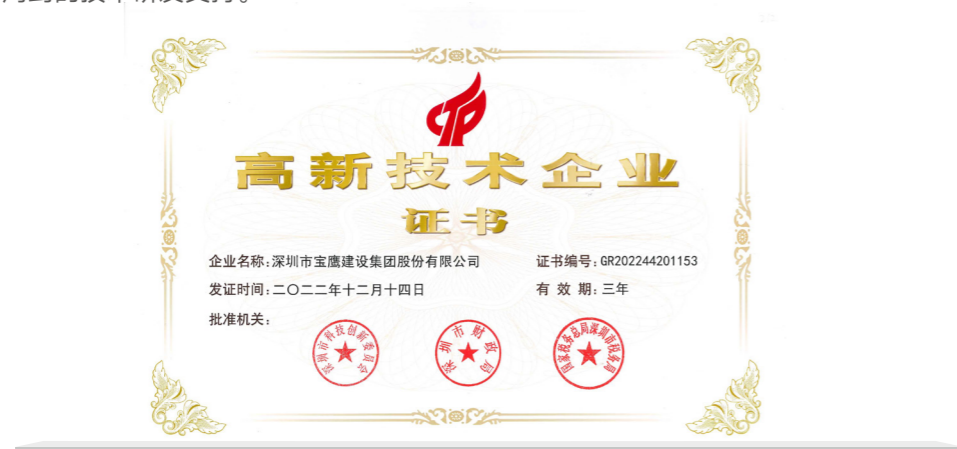 高新技术企业
证书
企业名称:深圳市宝鹰建设集团股份有限公司
证书编号:GR202244201153
发证时间:二〇二二年十二月十四日
有 效 期:三年
批准机关:
深圳市科技创新委员会
深圳市财政局
国家税务总局深圳市税务局